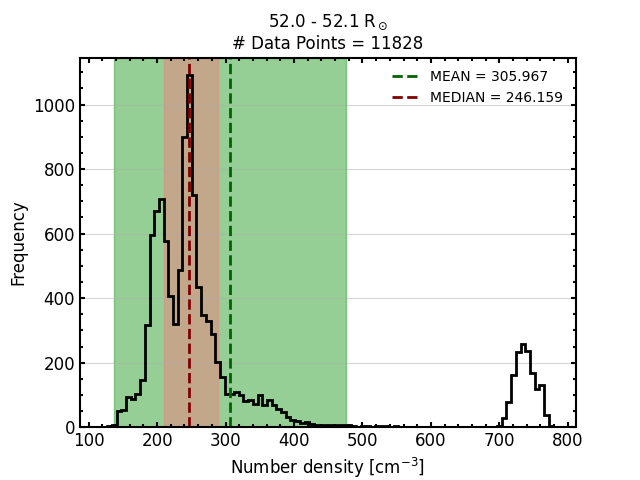 52.0 - 52.1 R⊙
# Data Points = 11828
MEAN = 305.967
MEDIAN = 246.159
Frequency
1000
800
600
400
200
0
100 200 300 400 500 600 700 800
Number density [cm⁻³]